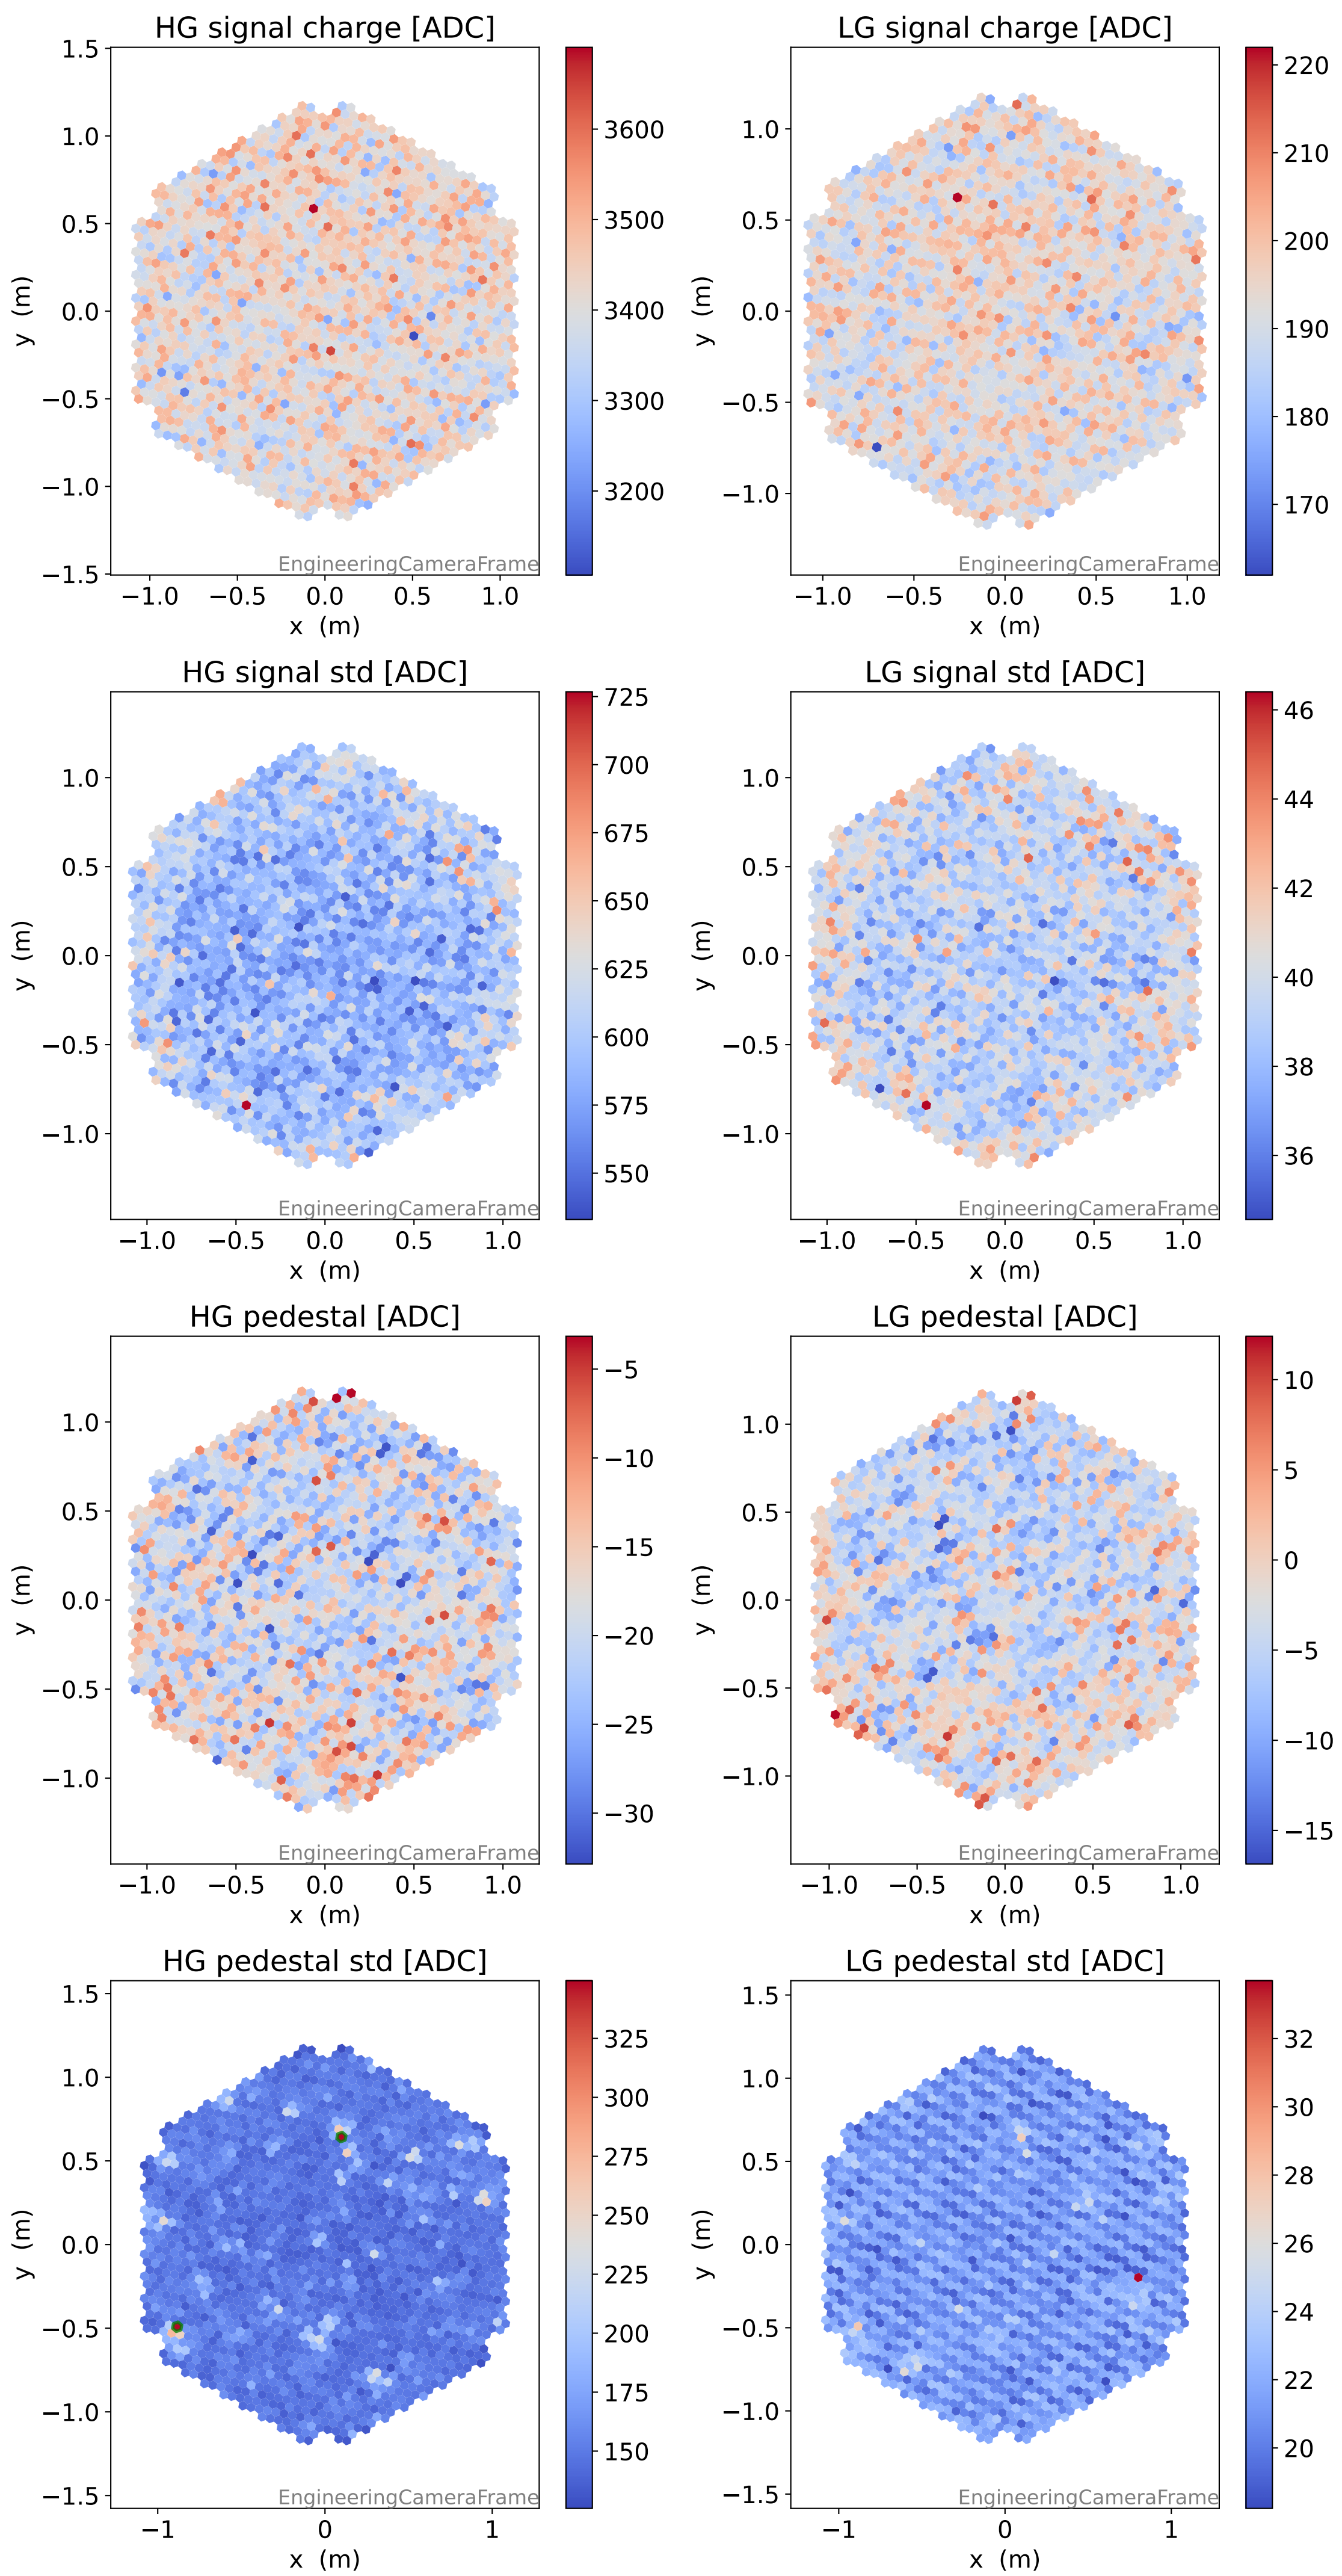 HG signal charge [ADC]
1.5
1.0
0.5
0.0
−0.5
−1.0
−1.5
y (m)
−1.0 −0.5 0.0 0.5 1.0
x (m)
EngineeringCameraFrame
3600
3500
3400
3300
3200
LG signal charge [ADC]
1.0
0.5
0.0
−0.5
−1.0
y (m)
−1.0 −0.5 0.0 0.5 1.0
x (m)
EngineeringCameraFrame
220
210
200
190
180
170
HG signal std [ADC]
1.0
0.5
0.0
−0.5
−1.0
y (m)
−1.0 −0.5 0.0 0.5 1.0
x (m)
EngineeringCameraFrame
725
700
675
650
625
600
575
550
LG signal std [ADC]
1.0
0.5
0.0
−0.5
−1.0
y (m)
−1.0 −0.5 0.0 0.5 1.0
x (m)
EngineeringCameraFrame
46
44
42
40
38
36
HG pedestal [ADC]
1.0
0.5
0.0
−0.5
−1.0
y (m)
−1.0 −0.5 0.0 0.5 1.0
x (m)
EngineeringCameraFrame
−5
−10
−15
−20
−25
−30
LG pedestal [ADC]
1.0
0.5
0.0
−0.5
−1.0
y (m)
−1.0 −0.5 0.0 0.5 1.0
x (m)
EngineeringCameraFrame
10
5
0
−5
−10
−15
HG pedestal std [ADC]
1.5
1.0
0.5
0.0
−0.5
−1.0
−1.5
y (m)
−1 0 1
x (m)
EngineeringCameraFrame
325
300
275
250
225
200
175
150
LG pedestal std [ADC]
1.5
1.0
0.5
0.0
−0.5
−1.0
−1.5
y (m)
−1 0 1
x (m)
EngineeringCameraFrame
32
30
28
26
24
22
20